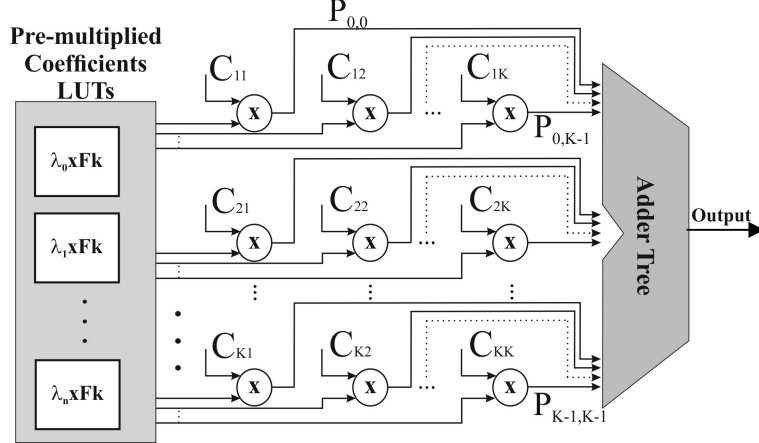 P0,0
Pre-multiplied
Coefficients
LUTs
C11
C12
C1K
x
x
x
...
P0,K-1
λ0xFk
C21
C22
C2K
λ1xFk
x
x
x
...
Adder Tree
Output
CK1
CK2
CKK
λnxFk
x
x
x
...
PK-1,K-1